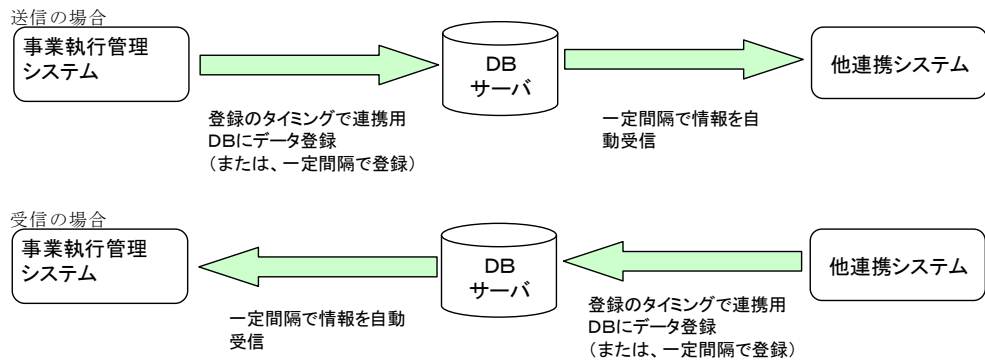 送信の場合
事業執行管理
システム
DB
サーバ
他連携システム
登録のタイミングで連携用
DBにデータ登録
(または、一定間隔で登録)
一定間隔で情報を自
動受信
受信の場合
事業執行管理
システム
DB
サーバ
他連携システム
一定間隔で情報を自動
受信
登録のタイミングで連携用
DBにデータ登録
(または、一定間隔で登録)